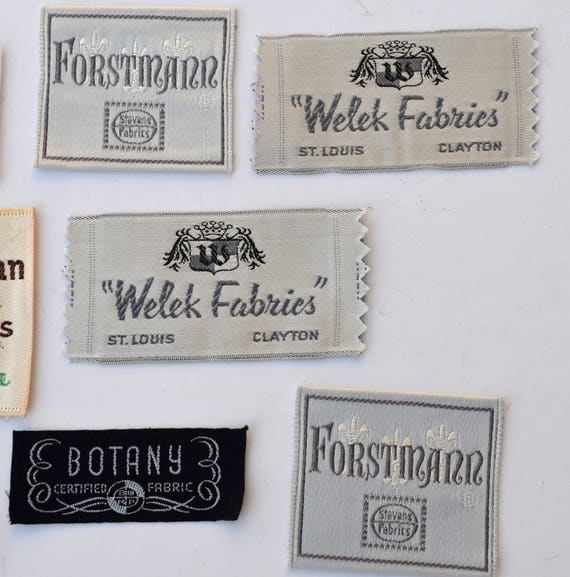 FORSTMANN
®
Stevens
Fabrics
W
"Welek Fabrics"
ST. LOUIS CLAYTON
W
"Welek Fabrics"
ST. LOUIS CLAYTON
an
s
e
BOTANY
CERTIFIED FABRIC
FORSTMANN
®
Stevens
Fabrics